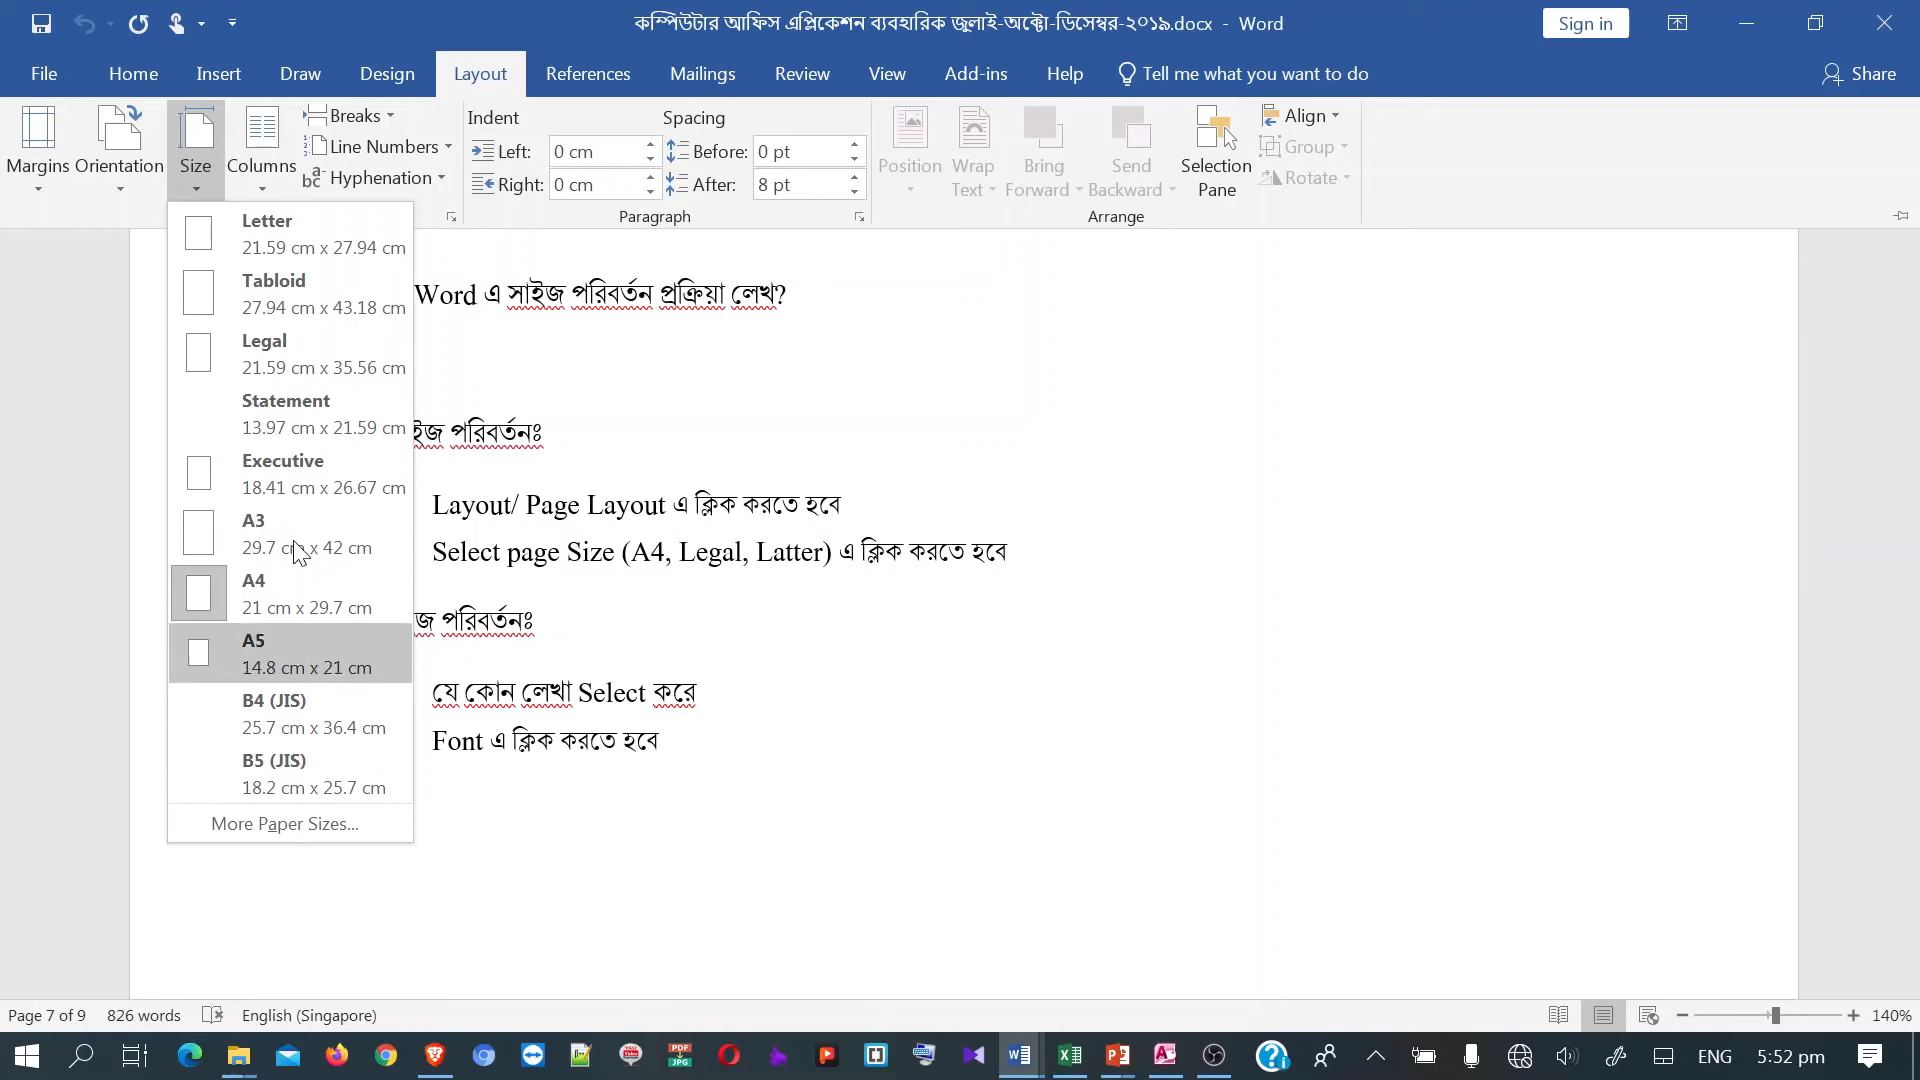 কম্পিউটার আফিস এপ্লিকেশন ব্যবহারিক জুলাই-অক্টো-ডিসেম্বর-২০১৯.docx - Word
Sign in
File Home Insert Draw Design Layout References Mailings Review View Add-ins Help Tell me what you want to do Share
Margins Orientation Size Columns
Breaks
Line Numbers
Hyphenation
Indent Spacing
Left: 0 cm Before: 0 pt
Right: 0 cm After: 8 pt
Paragraph
Position Wrap Text Bring Forward Send Backward Selection Pane
Align
Group
Rotate
Arrange
Letter
21.59 cm x 27.94 cm
Tabloid
27.94 cm x 43.18 cm
Legal
21.59 cm x 35.56 cm
Statement
13.97 cm x 21.59 cm
Executive
18.41 cm x 26.67 cm
A3
29.7 cm x 42 cm
A4
21 cm x 29.7 cm
A5
14.8 cm x 21 cm
B4 (JIS)
25.7 cm x 36.4 cm
B5 (JIS)
18.2 cm x 25.7 cm
More Paper Sizes...
Word এ সাইজ পরিবর্তন প্রক্রিয়া লেখ?
ইজ পরিবর্তনঃ
Layout/ Page Layout এ ক্লিক করতে হবে
Select page Size (A4, Legal, Latter) এ ক্লিক করতে হবে
জ পরিবর্তনঃ
যে কোন লেখা Select করে
Font এ ক্লিক করতে হবে
Page 7 of 9 826 words English (Singapore) 140%
ENG 5:52 pm